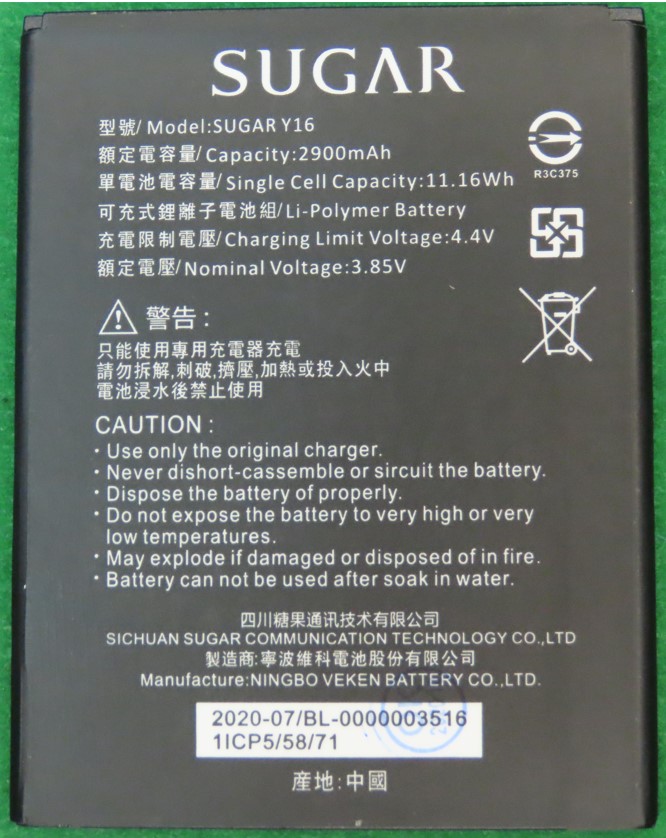 SUGAR
型號/Model:SUGAR Y16
額定電容量/Capacity:2900mAh
單電池電容量/Single Cell Capacity:11.16Wh
R3C375
可充式鋰離子電池組/Li-Polymer Battery
充電限制電壓/Charging Limit Voltage:4.4V
額定電壓/Nominal Voltage:3.85V
警告:
只能使用專用充電器充電
請勿拆解,刺破,擠壓,加熱或投入火中
電池浸水後禁止使用
CAUTION:
· Use only the original charger.
· Never dishort-cassemble or sircuit the battery.
· Dispose the battery of properly.
· Do not expose the battery to very high or very
low temperatures.
· May explode if damaged or disposed of in fire.
· Battery can not be used after soak in water.
四川糖果通讯技术有限公司
SICHUAN SUGAR COMMUNICATION TECHNOLOGY CO.,LTD
製造商:寧波維科電池股份有限公司
Manufacture:NINGBO VEKEN BATTERY CO.,LTD.
2020-07/BL-0000003516
1ICP5/58/71
産地:中國